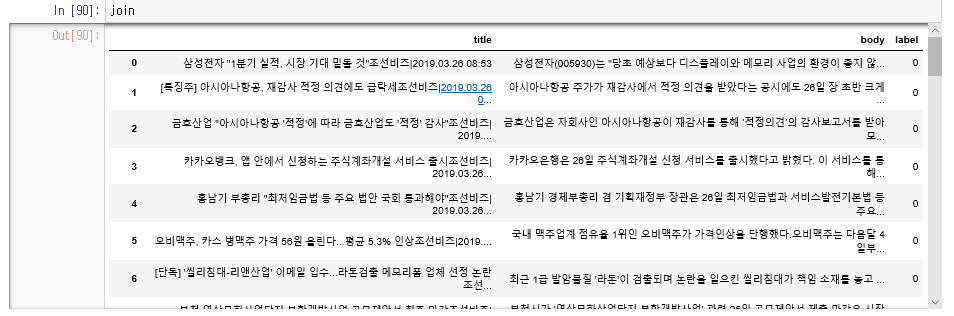 In [90]: join
Out[90]:
title body label
0 삼성전자 "1분기 실적, 시장 기대 밑돌 것"조선비즈|2019.03.26 08:53 삼성전자(005930)는 "당초 예상보다 디스플레이와 메모리 사업의 환경이 좋지 않... 0
[특징주] 아시아나항공, 재감사 적정 의견에도 급락세조선비즈|2019.03.26 아시아나항공 주가가 재감사에서 적정 의견을 받았다는 공시에도 26일 장 초반 크게
1 0... ... 0
금호산업 "아시아나항공 '적정'에 따라 금호산업도 '적정' 감사"조선비즈| 금호산업은 자회사인 아시아나항공이 재감사를 통해 '적정의견'의 감사보고서를 받아
2 2019.... 모... 0
카카오뱅크, 앱 안에서 신청하는 주식계좌개설 서비스 출시조선비즈| 카카오은행은 26일 주식계좌개설 신청 서비스를 출시했다고 밝혔다. 이 서비스를 통
3 2019.03.26... 해... 0
홍남기 부총리 "최저임금법 등 주요 법안 국회 통과해야"조선비즈| 홍남기 경제부총리 겸 기획재정부 장관은 26일 최저임금법과 서비스발전기본법 등
4 2019.03.26... 주요... 0
국내 맥주업계 점유율 1위인 오비맥주가 가격인상을 단행했다.오비맥주는 다음달 4
5 오비맥주, 카스 병맥주 가격 56원 올린다...평균 5.3% 인상조선비즈|2019.... 일부... 0
[단독] '씰리침대-리앤산업' 이메일 입수...라돈검출 메모리폼 업체 선정 논란
6 조선... 최근 1급 발암물질 '라돈'이 검출되며 논란을 일으킨 씰리침대가 책임 소재를 놓고 ... 0